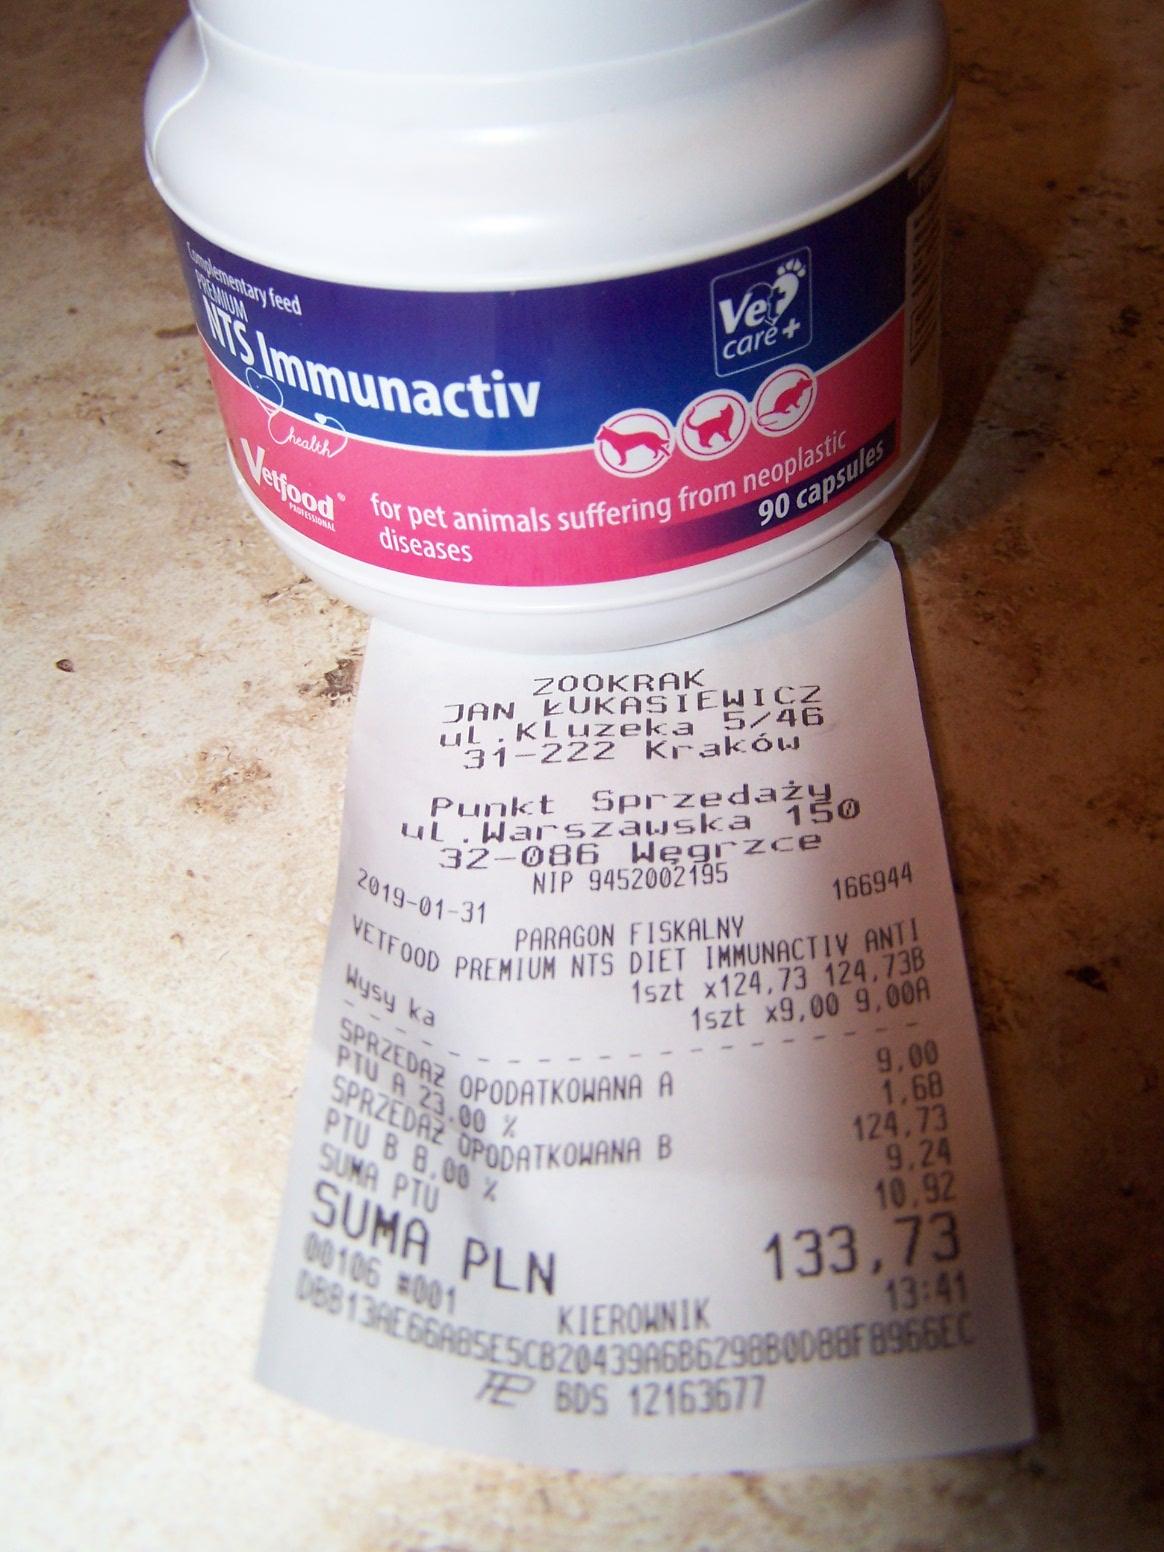 Complementary feed
PREMIUM
NTS Immunactiv
Vet
care+
health
Vetfood®
PROFESSIONAL
for pet animals suffering from neoplastic
diseases
90 capsules
ZOOKRAK
JAN ŁUKASIEWICZ
ul.Kluzeka 5/46
31-222 Kraków
Punkt Sprzedaży
ul.Warszawska 150
32-086 Węgrzce
NIP 9452002195
2019-01-31 166944
PARAGON FISKALNY
VETFOOD PREMIUM NTS DIET IMMUNACTIV ANTI
1szt x124,73 124,73B
Wysy ka 1szt x9,00 9,00A
SPRZEDAŻ OPODATKOWANA A 9,00
PTU A 23.00 % 1,68
SPRZEDAŻ OPODATKOWANA B 124,73
PTU B 8,00 % 9,24
SUMA PTU 10,92
SUMA PLN 133,73
00106 #001 KIEROWNIK 13:41
DBB13AE66A85E5CB20439A6B6298B0D88F8966EC
BDS 12163677